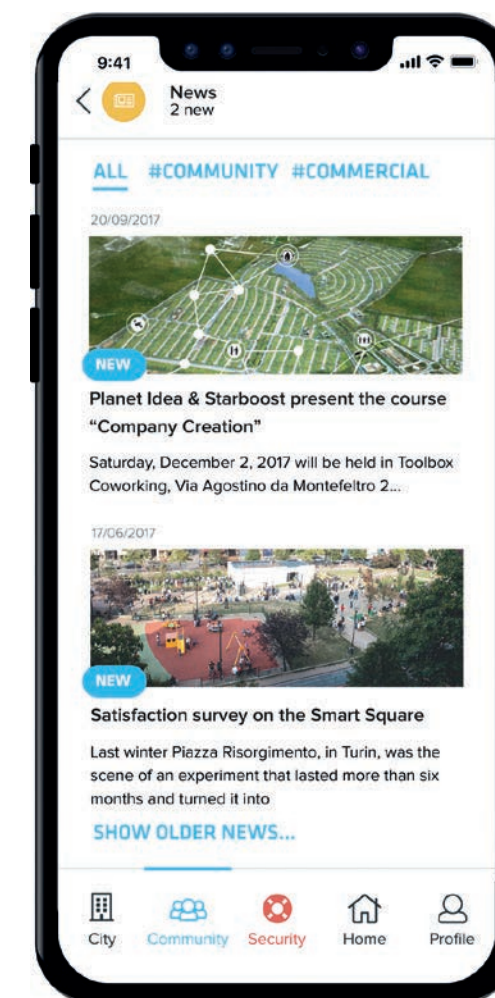 9:41
News
2 new
ALL #COMMUNITY #COMMERCIAL
20/09/2017
NEW
Planet Idea & Starboost present the course
“Company Creation”
Saturday, December 2, 2017 will be held in Toolbox
Coworking, Via Agostino da Montefeltro 2...
17/06/2017
NEW
Satisfaction survey on the Smart Square
Last winter Piazza Risorgimento, in Turin, was the
scene of an experiment that lasted more than six
months and turned it into
SHOW OLDER NEWS...
City Community Security Home Profile